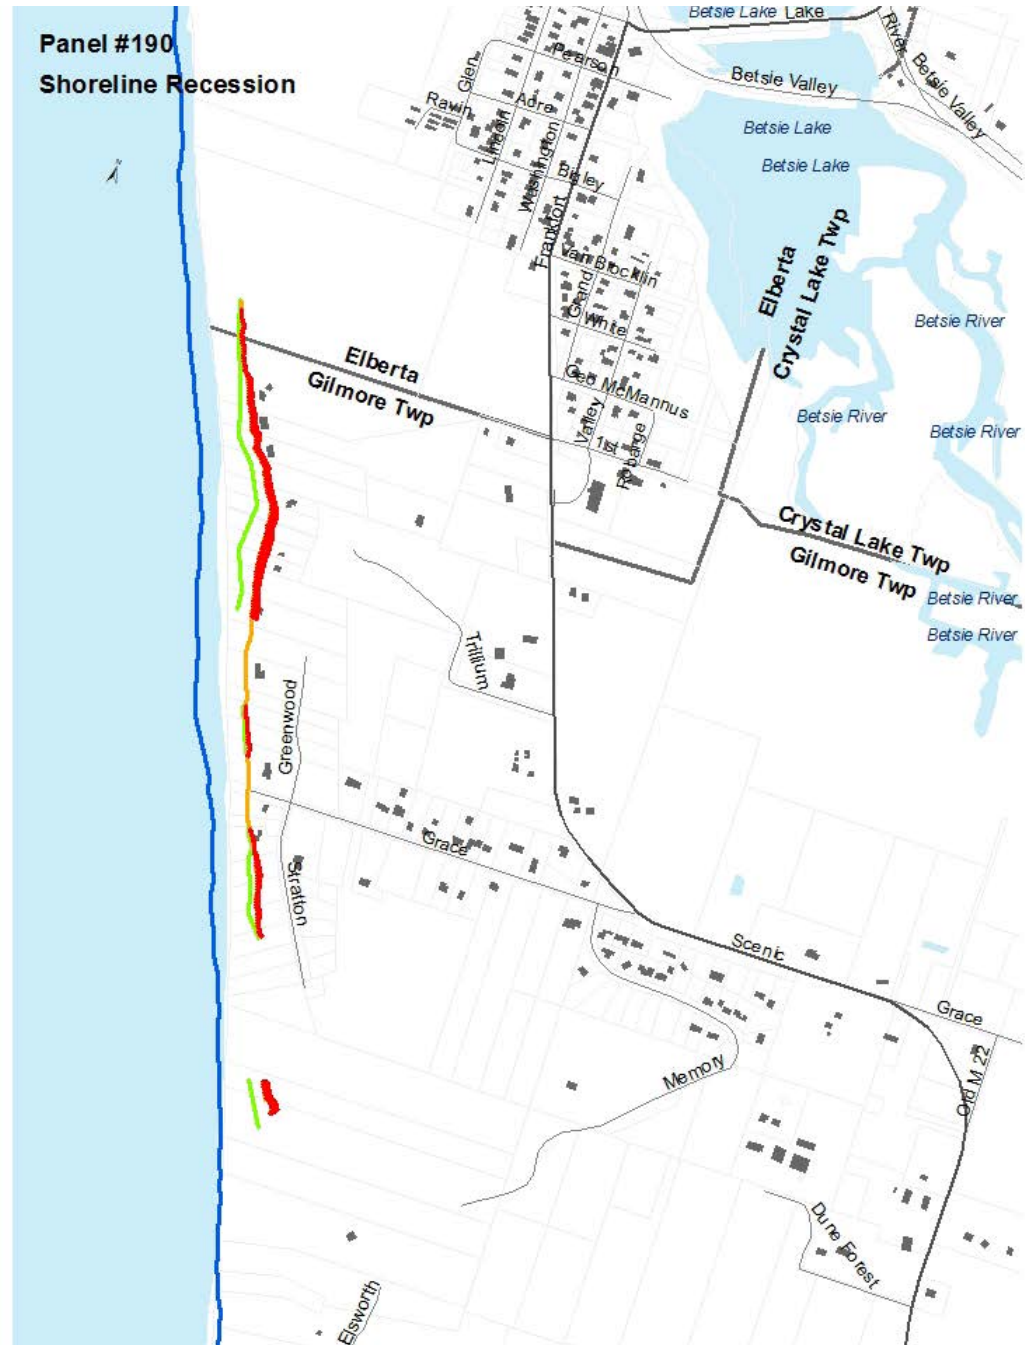 Panel #190
Shoreline Recession
Betsie Lake
Lake
River
Betsie Valley
Betsie Valley
Pearson
Glen
Acre
Ravin
Lincoln
Washington
Bigley
Frankfort
Betsie Lake
Betsie Lake
Van Brocklin
Grand
White
Elberta
Crystal Lake Twp
Betsie River
Elberta
Gilmore Twp
Geo McMannus
Valley
1st
Robarge
Betsie River
Betsie River
Crystal Lake Twp
Gilmore Twp
Betsie River
Betsie River
Trillium
Greenwood
Grace
Stratton
Scenic
Grace
Old M 22
Memory
Dune Forest
Elsworth